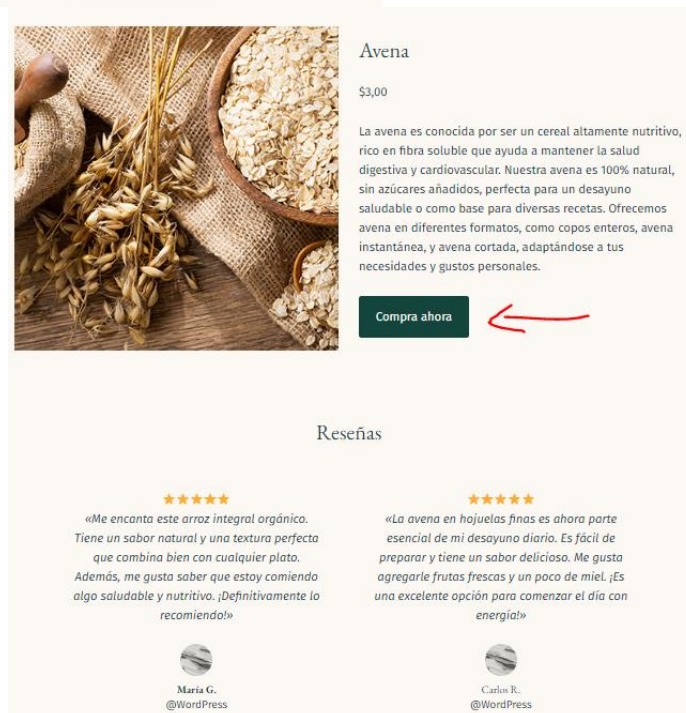 Avena
$3,00
La avena es conocida por ser un cereal altamente nutritivo,
rico en fibra soluble que ayuda a mantener la salud
digestiva y cardiovascular. Nuestra avena es 100% natural,
sin azúcares añadidos, perfecta para un desayuno
saludable o como base para diversas recetas. Ofrecemos
avena en diferentes formatos, como copos enteros, avena
instantánea, y avena cortada, adaptándose a tus
necesidades y gustos personales.
Compra ahora
Reseñas
«Me encanta este arroz integral orgánico.
Tiene un sabor natural y una textura perfecta
que combina bien con cualquier plato.
Además, me gusta saber que estoy comiendo
algo saludable y nutritivo. ¡Definitivamente lo
recomiendo!»
María G.
@WordPress
«La avena en hojuelas finas es ahora parte
esencial de mi desayuno diario. Es fácil de
preparar y tiene un sabor delicioso. Me gusta
agregarle frutas frescas y un poco de miel. ¡Es
una excelente opción para comenzar el día con
energía!»
Carlos R.
@WordPress